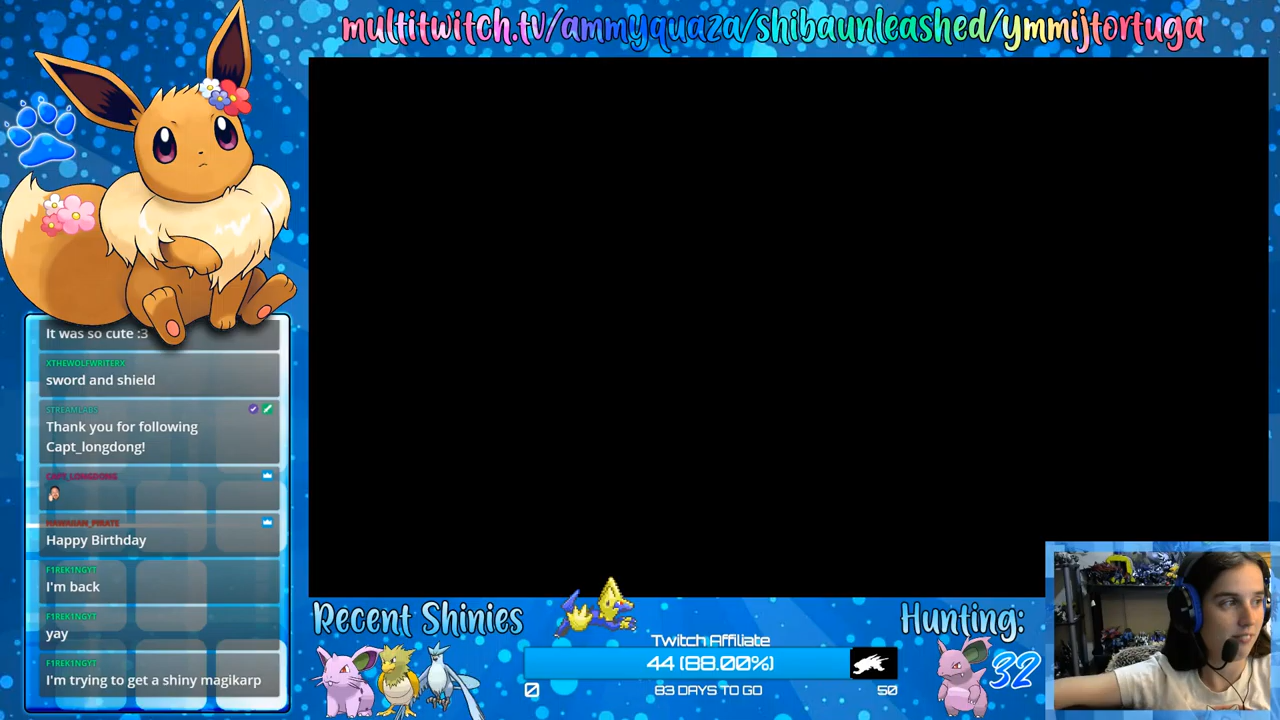 multitwitch.tv/ammyquaza/shibaunleashed/ymmijtortuga
It was so cute :3
XTHEWOLFWRITERX
sword and shield
STREAMLABS
Thank you for following
Capt_longdong!
CAPT_LONGDONG
HAWAIIAN_PIRATE
Happy Birthday
F1REK1NGYT
I'm back
F1REK1NGYT
yay
F1REK1NGYT
I'm trying to get a shiny magikarp
Recent Shinies
Twitch Affiliate
44 (88.00%)
0 83 DAYS TO GO 50
Hunting:
32